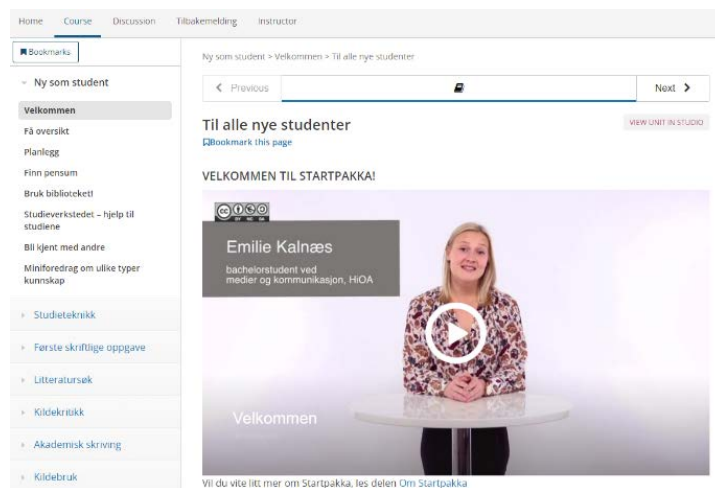 Home Course Discussion Tilbakemelding Instructor
Bookmarks
Ny som student
Velkommen
Få oversikt
Planlegg
Finn pensum
Bruk biblioteket!
Studieverkstedet – hjelp til
studiene
Bli kjent med andre
Miniforedrag om ulike typer
kunnskap
Studieteknikk
Første skriftlige oppgave
Litteratursøk
Kildekritikk
Akademisk skriving
Kildebruk
Ny som student > Velkommen > Til alle nye studenter
Previous
Next
Til alle nye studenter
VIEW UNIT IN STUDIO
Bookmark this page
VELKOMMEN TIL STARTPAKKA!
cc
BY NC SA
Emilie Kalnæs
bachelorstudent ved
medier og kommunikasjon, HiOA
Velkommen
Vil du vite litt mer om Startpakka, les delen Om Startpakka